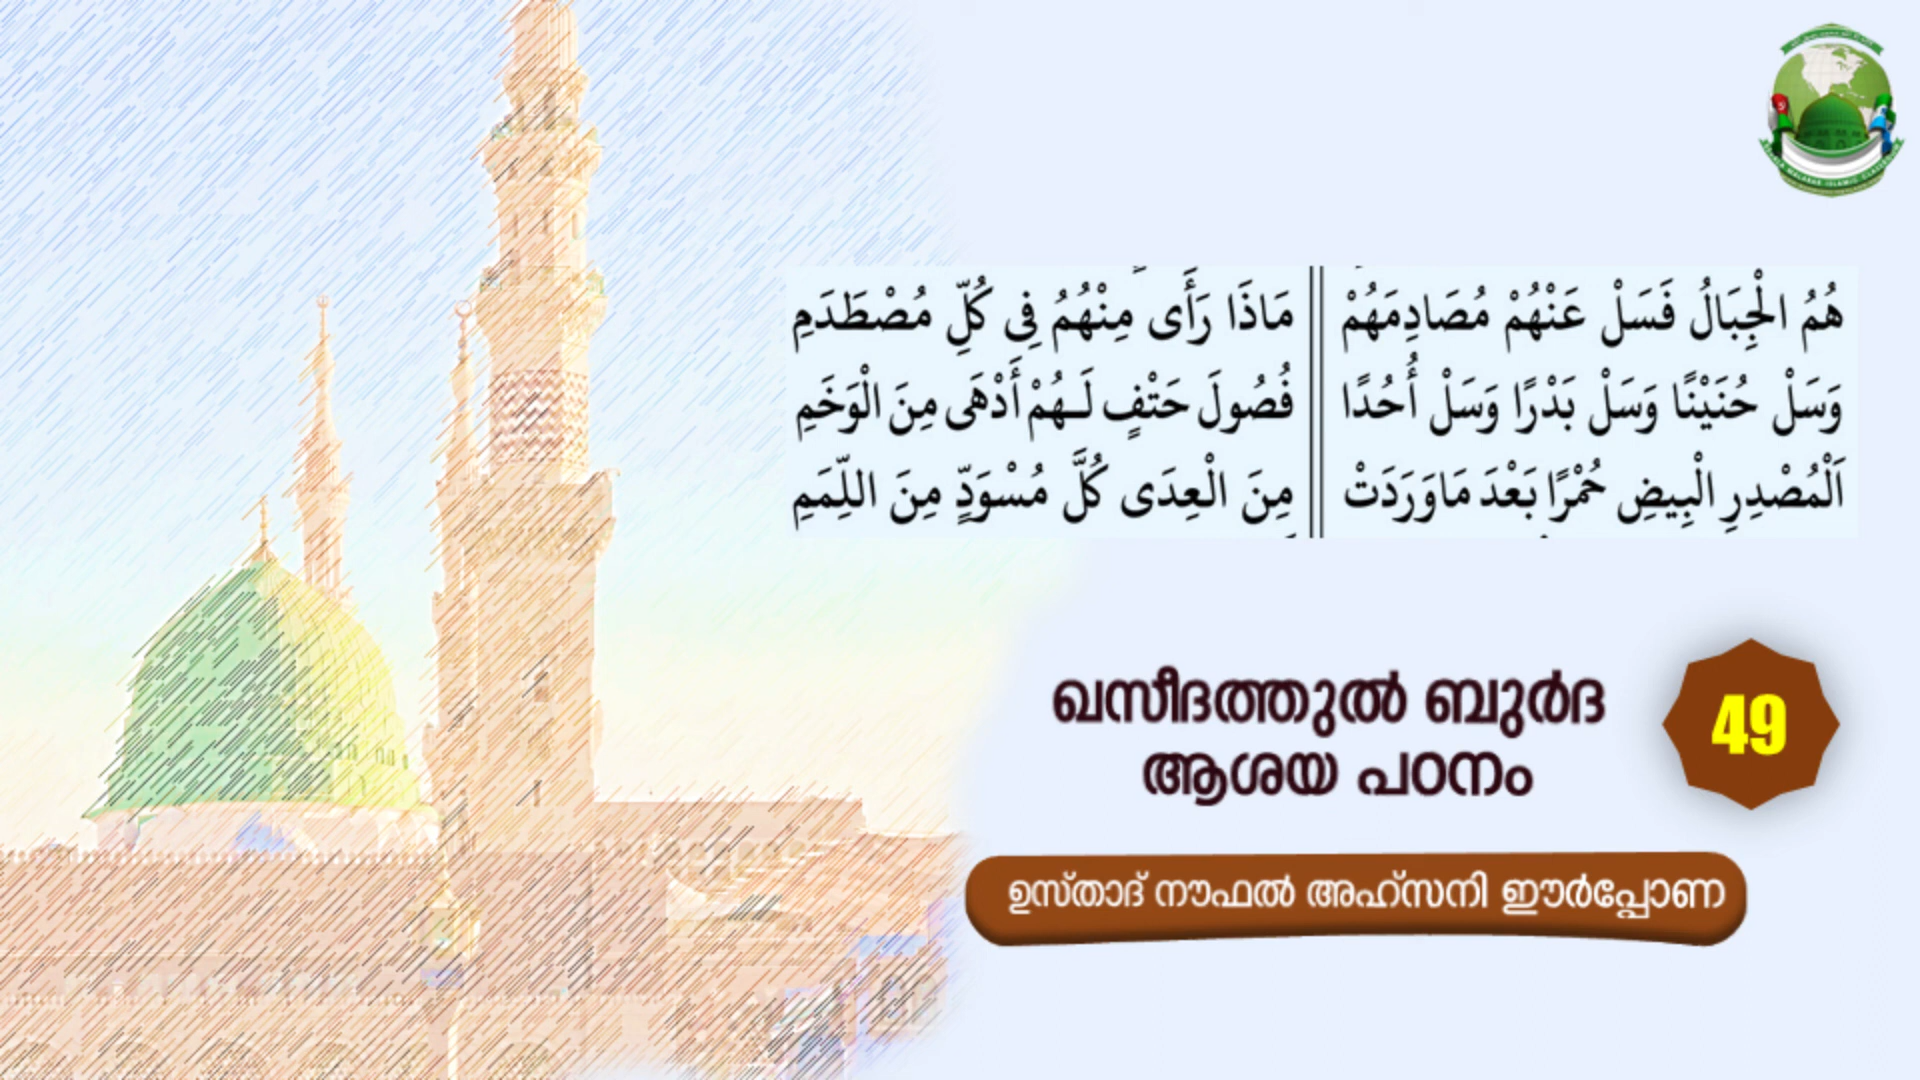 هُمُ الْجِبَالُ فَسَلْ عَنْهُمْ مُصَادِمَهُمْ مَاذَا رَأَى مِنْهُمُ فِى كُلِّ مُصْطَدَمِ
وَسَلْ حُنَيْنًا وَسَلْ بَدْرًا وَسَلْ أُحُدًا فُصُولَ حَتْفٍ لَـهُمْ أَدْهَى مِنَ الْوَخَمِ
اَلْمُصْدِرِ الْبِيضِ حُمْرًا بَعْدَ مَاوَرَدَتْ مِنَ الْعِدَى كُلَّ مُسْوَدٍّ مِنَ اللِّمَمِ
ഖസീദത്തുൽ ബുർദ
ആശയ പഠനം
49
ഉസ്താദ് നൗഫൽ അഹ്സനി ഈർപ്പോണ